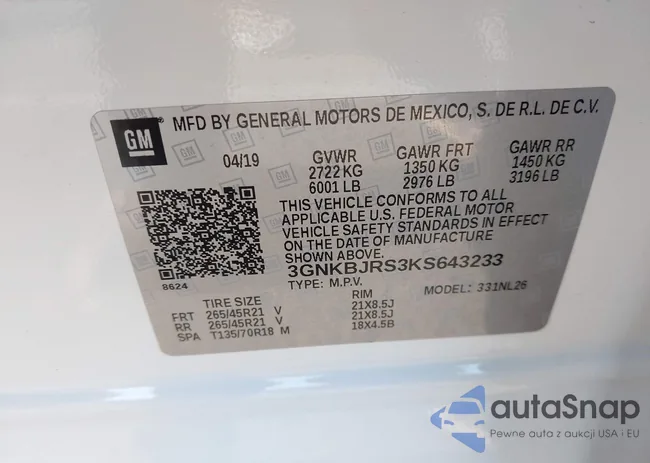 GM
MFD BY GENERAL MOTORS DE MEXICO, S. DE R.L. DE C.V.
04/19 GVWR GAWR FRT GAWR RR
2722 KG 1350 KG 1450 KG
6001 LB 2976 LB 3196 LB
THIS VEHICLE CONFORMS TO ALL
APPLICABLE U.S. FEDERAL MOTOR
VEHICLE SAFETY STANDARDS IN EFFECT
ON THE DATE OF MANUFACTURE
SHOWN ABOVE.
3GNKBJRS3KS643233
8624
TYPE: M.P.V. MODEL: 331NL26
TIRE SIZE RIM
FRT 265/45R21 V 21X8.5J
RR 265/45R21 V 21X8.5J
SPA T135/70R18 M 18X4.5B
autaSnap
Pewne auta z aukcji USA i EU